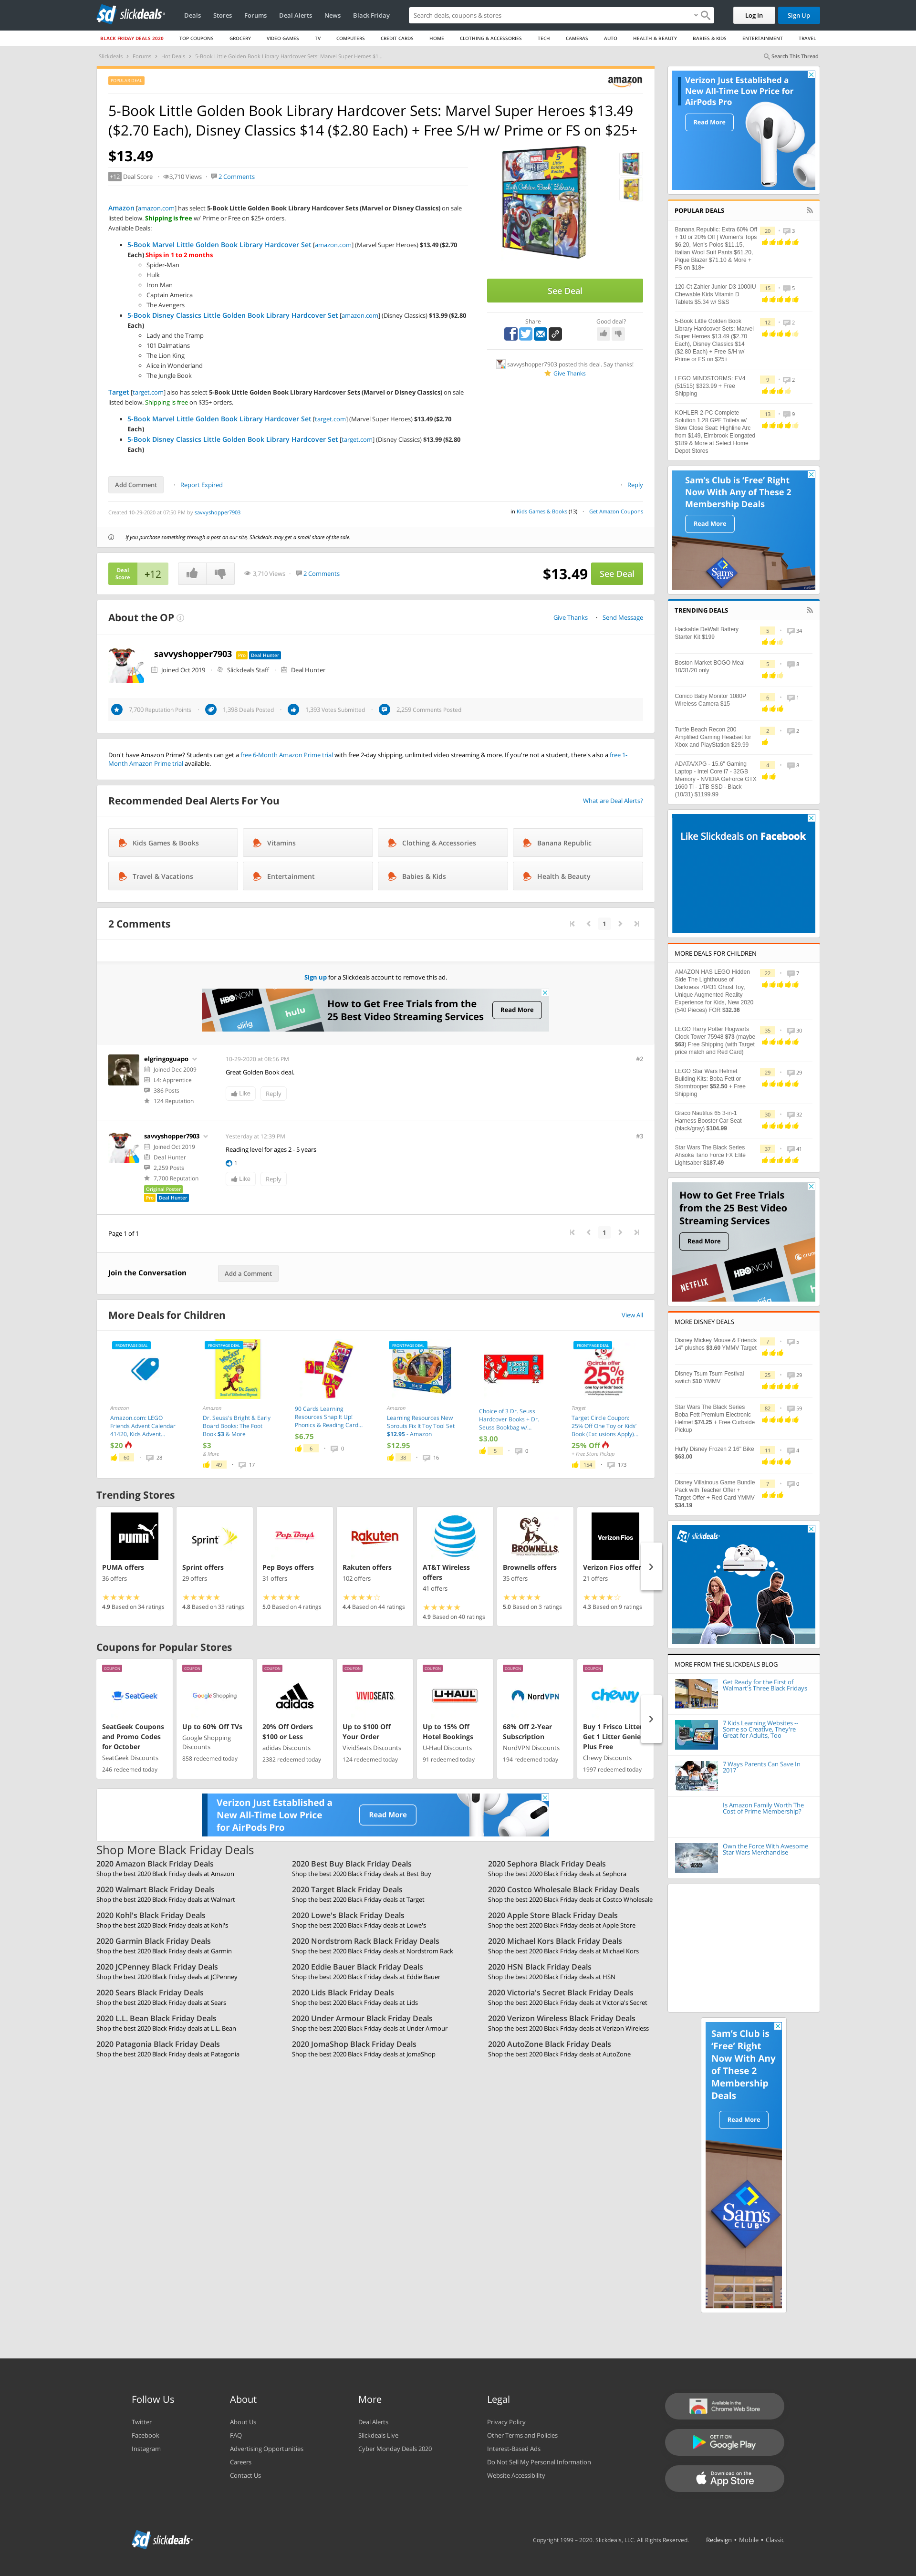 slickdeals
Deals
Stores
Forums
Deal Alerts
News
Black Friday
Search deals, coupons & stores
Log In
Sign Up
BLACK FRIDAY DEALS 2020
TOP COUPONS
GROCERY
VIDEO GAMES
TV
COMPUTERS
CREDIT CARDS
HOME
CLOTHING & ACCESSORIES
TECH
CAMERAS
AUTO
HEALTH & BEAUTY
BABIES & KIDS
ENTERTAINMENT
TRAVEL
Slickdeals › Forums › Hot Deals › 5-Book Little Golden Book Library Hardcover Sets: Marvel Super Heroes $1...
Search This Thread
POPULAR DEAL
amazon
5-Book Little Golden Book Library Hardcover Sets: Marvel Super Heroes $13.49
($2.70 Each), Disney Classics $14 ($2.80 Each) + Free S/H w/ Prime or FS on $25+
$13.49
+12 Deal Score · 3,710 Views · 2 Comments
Amazon [amazon.com] has select 5-Book Little Golden Book Library Hardcover Sets (Marvel or Disney Classics) on sale
listed below. Shipping is free w/ Prime or Free on $25+ orders.
Available Deals:
5-Book Marvel Little Golden Book Library Hardcover Set [amazon.com] (Marvel Super Heroes) $13.49 ($2.70
Each) Ships in 1 to 2 months
Spider-Man
Hulk
Iron Man
Captain America
The Avengers
5-Book Disney Classics Little Golden Book Library Hardcover Set [amazon.com] (Disney Classics) $13.99 ($2.80
Each)
Lady and the Tramp
101 Dalmatians
The Lion King
Alice in Wonderland
The Jungle Book
Target [target.com] also has select 5-Book Little Golden Book Library Hardcover Sets (Marvel or Disney Classics) on sale
listed below. Shipping is free on $35+ orders.
5-Book Marvel Little Golden Book Library Hardcover Set [target.com] (Marvel Super Heroes) $13.49 ($2.70
Each)
5-Book Disney Classics Little Golden Book Library Hardcover Set [target.com] (Disney Classics) $13.99 ($2.80
Each)
See Deal
Share
Good deal?
savvyshopper7903 posted this deal. Say thanks!
Give Thanks
Add Comment · Report Expired
· Reply
Created 10-29-2020 at 07:50 PM by savvyshopper7903
in Kids Games & Books (13) · Get Amazon Coupons
If you purchase something through a post on our site, Slickdeals may get a small share of the sale.
Deal
Score
+12
3,710 Views · 2 Comments
$13.49
See Deal
About the OP
Give Thanks · Send Message
savvyshopper7903 Pro Deal Hunter
Joined Oct 2019 · Slickdeals Staff · Deal Hunter
7,700 Reputation Points · 1,398 Deals Posted · 1,393 Votes Submitted · 2,259 Comments Posted
Don't have Amazon Prime? Students can get a free 6-Month Amazon Prime trial with free 2-day shipping, unlimited video streaming & more. If you're not a student, there's also a free 1-
Month Amazon Prime trial available.
Recommended Deal Alerts For You
What are Deal Alerts?
Kids Games & Books
Vitamins
Clothing & Accessories
Banana Republic
Travel & Vacations
Entertainment
Babies & Kids
Health & Beauty
2 Comments
1
Sign up for a Slickdeals account to remove this ad.
HBO NOW
hulu
How to Get Free Trials from the
25 Best Video Streaming Services
Read More
elgringoguapo
Joined Dec 2009
L4: Apprentice
386 Posts
124 Reputation
10-29-2020 at 08:56 PM
#2
Great Golden Book deal.
Like
Reply
savvyshopper7903
Joined Oct 2019
Deal Hunter
2,259 Posts
7,700 Reputation
Original Poster
Pro Deal Hunter
Yesterday at 12:39 PM
#3
Reading level for ages 2 - 5 years
1
Like
Reply
Page 1 of 1
1
Join the Conversation
Add a Comment
More Deals for Children
View All
FRONTPAGE DEAL
Amazon
Amazon.com: LEGO
Friends Advent Calendar
41420, Kids Advent...
$20
60 · 28
FRONTPAGE DEAL
Amazon
Dr. Seuss's Bright & Early
Board Books: The Foot
Book $3 & More
$3
& More
49 · 17
90 Cards Learning
Resources Snap It Up!
Phonics & Reading Card...
$6.75
6 · 0
FRONTPAGE DEAL
Amazon
Learning Resources New
Sprouts Fix It Toy Tool Set
$12.95 - Amazon
$12.95
38 · 16
Choice of 3 Dr. Seuss
Hardcover Books + Dr.
Seuss Bookbag w/...
$3.00
5 · 0
FRONTPAGE DEAL
circle offer
25% off
Target
Target Circle Coupon:
25% Off One Toy or Kids'
Book (Exclusions Apply)...
25% Off
+ Free Store Pickup
154 · 173
Trending Stores
PUMA
PUMA offers
36 offers
4.9 Based on 34 ratings
Sprint
Sprint offers
29 offers
4.8 Based on 33 ratings
Pep Boys
Pep Boys offers
31 offers
5.0 Based on 4 ratings
Rakuten
Rakuten offers
102 offers
4.4 Based on 44 ratings
AT&T Wireless
offers
41 offers
4.9 Based on 40 ratings
BROWNELLS
Brownells offers
35 offers
5.0 Based on 3 ratings
Verizon Fios
Verizon Fios offer
21 offers
4.3 Based on 9 ratings
Coupons for Popular Stores
COUPON
SeatGeek
SeatGeek Coupons
and Promo Codes
for October
SeatGeek Discounts
246 redeemed today
COUPON
Google Shopping
Up to 60% Off TVs
Google Shopping
Discounts
858 redeemed today
COUPON
adidas
20% Off Orders
$100 or Less
adidas Discounts
2382 redeemed today
COUPON
VIVIDSEATS
Up to $100 Off
Your Order
VividSeats Discounts
124 redeemed today
COUPON
U-HAUL
Up to 15% Off
Hotel Bookings
U-Haul Discounts
91 redeemed today
COUPON
NordVPN
68% Off 2-Year
Subscription
NordVPN Discounts
194 redeemed today
COUPON
chewy
Buy 1 Frisco Litter
Get 1 Litter Genie
Plus Free
Chewy Discounts
1997 redeemed today
Verizon Just Established a
New All-Time Low Price
for AirPods Pro
Read More
Shop More Black Friday Deals
2020 Amazon Black Friday Deals
Shop the best 2020 Black Friday deals at Amazon
2020 Best Buy Black Friday Deals
Shop the best 2020 Black Friday deals at Best Buy
2020 Sephora Black Friday Deals
Shop the best 2020 Black Friday deals at Sephora
2020 Walmart Black Friday Deals
Shop the best 2020 Black Friday deals at Walmart
2020 Target Black Friday Deals
Shop the best 2020 Black Friday deals at Target
2020 Costco Wholesale Black Friday Deals
Shop the best 2020 Black Friday deals at Costco Wholesale
2020 Kohl's Black Friday Deals
Shop the best 2020 Black Friday deals at Kohl's
2020 Lowe's Black Friday Deals
Shop the best 2020 Black Friday deals at Lowe's
2020 Apple Store Black Friday Deals
Shop the best 2020 Black Friday deals at Apple Store
2020 Garmin Black Friday Deals
Shop the best 2020 Black Friday deals at Garmin
2020 Nordstrom Rack Black Friday Deals
Shop the best 2020 Black Friday deals at Nordstrom Rack
2020 Michael Kors Black Friday Deals
Shop the best 2020 Black Friday deals at Michael Kors
2020 JCPenney Black Friday Deals
Shop the best 2020 Black Friday deals at JCPenney
2020 Eddie Bauer Black Friday Deals
Shop the best 2020 Black Friday deals at Eddie Bauer
2020 HSN Black Friday Deals
Shop the best 2020 Black Friday deals at HSN
2020 Sears Black Friday Deals
Shop the best 2020 Black Friday deals at Sears
2020 Lids Black Friday Deals
Shop the best 2020 Black Friday deals at Lids
2020 Victoria's Secret Black Friday Deals
Shop the best 2020 Black Friday deals at Victoria's Secret
2020 L.L. Bean Black Friday Deals
Shop the best 2020 Black Friday deals at L.L. Bean
2020 Under Armour Black Friday Deals
Shop the best 2020 Black Friday deals at Under Armour
2020 Verizon Wireless Black Friday Deals
Shop the best 2020 Black Friday deals at Verizon Wireless
2020 Patagonia Black Friday Deals
Shop the best 2020 Black Friday deals at Patagonia
2020 JomaShop Black Friday Deals
Shop the best 2020 Black Friday deals at JomaShop
2020 AutoZone Black Friday Deals
Shop the best 2020 Black Friday deals at AutoZone
Verizon Just Established a
New All-Time Low Price for
AirPods Pro
Read More
POPULAR DEALS
Banana Republic: Extra 60% Off
+ 10 or 20% Off | Women's Tops
$6.20, Men's Polos $11.15,
Italian Wool Suit Pants $61.20,
Pique Blazer $71.10 & More +
FS on $18+
20 · 3
120-Ct Zahler Junior D3 1000IU
Chewable Kids Vitamin D
Tablets $5.34 w/ S&S
15 · 5
5-Book Little Golden Book
Library Hardcover Sets: Marvel
Super Heroes $13.49 ($2.70
Each), Disney Classics $14
($2.80 Each) + Free S/H w/
Prime or FS on $25+
12 · 2
LEGO MINDSTORMS: EV4
(51515) $323.99 + Free
Shipping
9 · 2
KOHLER 2-PC Complete
Solution 1.28 GPF Toilets w/
Slow Close Seat: Highline Arc
from $149, Elmbrook Elongated
$189 & More at Select Home
Depot Stores
13 · 9
Sam's Club is 'Free' Right
Now With Any of These 2
Membership Deals
Read More
Sam's
CLUB
TRENDING DEALS
Hackable DeWalt Battery
Starter Kit $199
5 · 34
Boston Market BOGO Meal
10/31/20 only
5 · 8
Conico Baby Monitor 1080P
Wireless Camera $15
6 · 1
Turtle Beach Recon 200
Amplified Gaming Headset for
Xbox and PlayStation $29.99
2 · 2
ADATA/XPG - 15.6" Gaming
Laptop - Intel Core i7 - 32GB
Memory - NVIDIA GeForce GTX
1660 Ti - 1TB SSD - Black
(10/31) $1199.99
4 · 8
Like Slickdeals on Facebook
MORE DEALS FOR CHILDREN
AMAZON HAS LEGO Hidden
Side The Lighthouse of
Darkness 70431 Ghost Toy,
Unique Augmented Reality
Experience for Kids, New 2020
(540 Pieces) FOR $32.36
22 · 7
LEGO Harry Potter Hogwarts
Clock Tower 75948 $73 (maybe
$63) Free Shipping (with Target
price match and Red Card)
35 · 30
LEGO Star Wars Helmet
Building Kits: Boba Fett or
Stormtrooper $52.50 + Free
Shipping
29 · 29
Graco Nautilus 65 3-in-1
Harness Booster Car Seat
(black/gray) $104.99
30 · 32
Star Wars The Black Series
Ahsoka Tano Force FX Elite
Lightsaber $187.49
37 · 41
How to Get Free Trials
from the 25 Best Video
Streaming Services
Read More
NETFLIX
HBO NOW
MORE DISNEY DEALS
Disney Mickey Mouse & Friends
14" plushes $3.60 YMMV Target
7 · 5
Disney Tsum Tsum Festival
switch $10 YMMV
25 · 29
Star Wars The Black Series
Boba Fett Premium Electronic
Helmet $74.25 + Free Curbside
Pickup
82 · 59
Huffy Disney Frozen 2 16" Bike
$63.00
11 · 4
Disney Villainous Game Bundle
Pack with Teacher Offer +
Target Offer + Red Card YMMV
$34.19
7 · 0
slickdeals
MORE FROM THE SLICKDEALS BLOG
Get Ready for the First of
Walmart's Three Black Fridays
7 Kids Learning Websites –
Some so Creative, They're
Great for Adults, Too
7 Ways Parents Can Save In
2017
Is Amazon Family Worth The
Cost of Prime Membership?
Own the Force With Awesome
Star Wars Merchandise
Sam's Club is
'Free' Right
Now With Any
of These 2
Membership
Deals
Read More
Sam's
CLUB
Follow Us
Twitter
Facebook
Instagram
About
About Us
FAQ
Advertising Opportunities
Careers
Contact Us
More
Deal Alerts
Slickdeals Live
Cyber Monday Deals 2020
Legal
Privacy Policy
Other Terms and Policies
Interest-Based Ads
Do Not Sell My Personal Information
Website Accessibility
Available in the
Chrome Web Store
GET IT ON
Google Play
Download on the
App Store
slickdeals
Copyright 1999 – 2020. Slickdeals, LLC. All Rights Reserved.
Redesign • Mobile • Classic